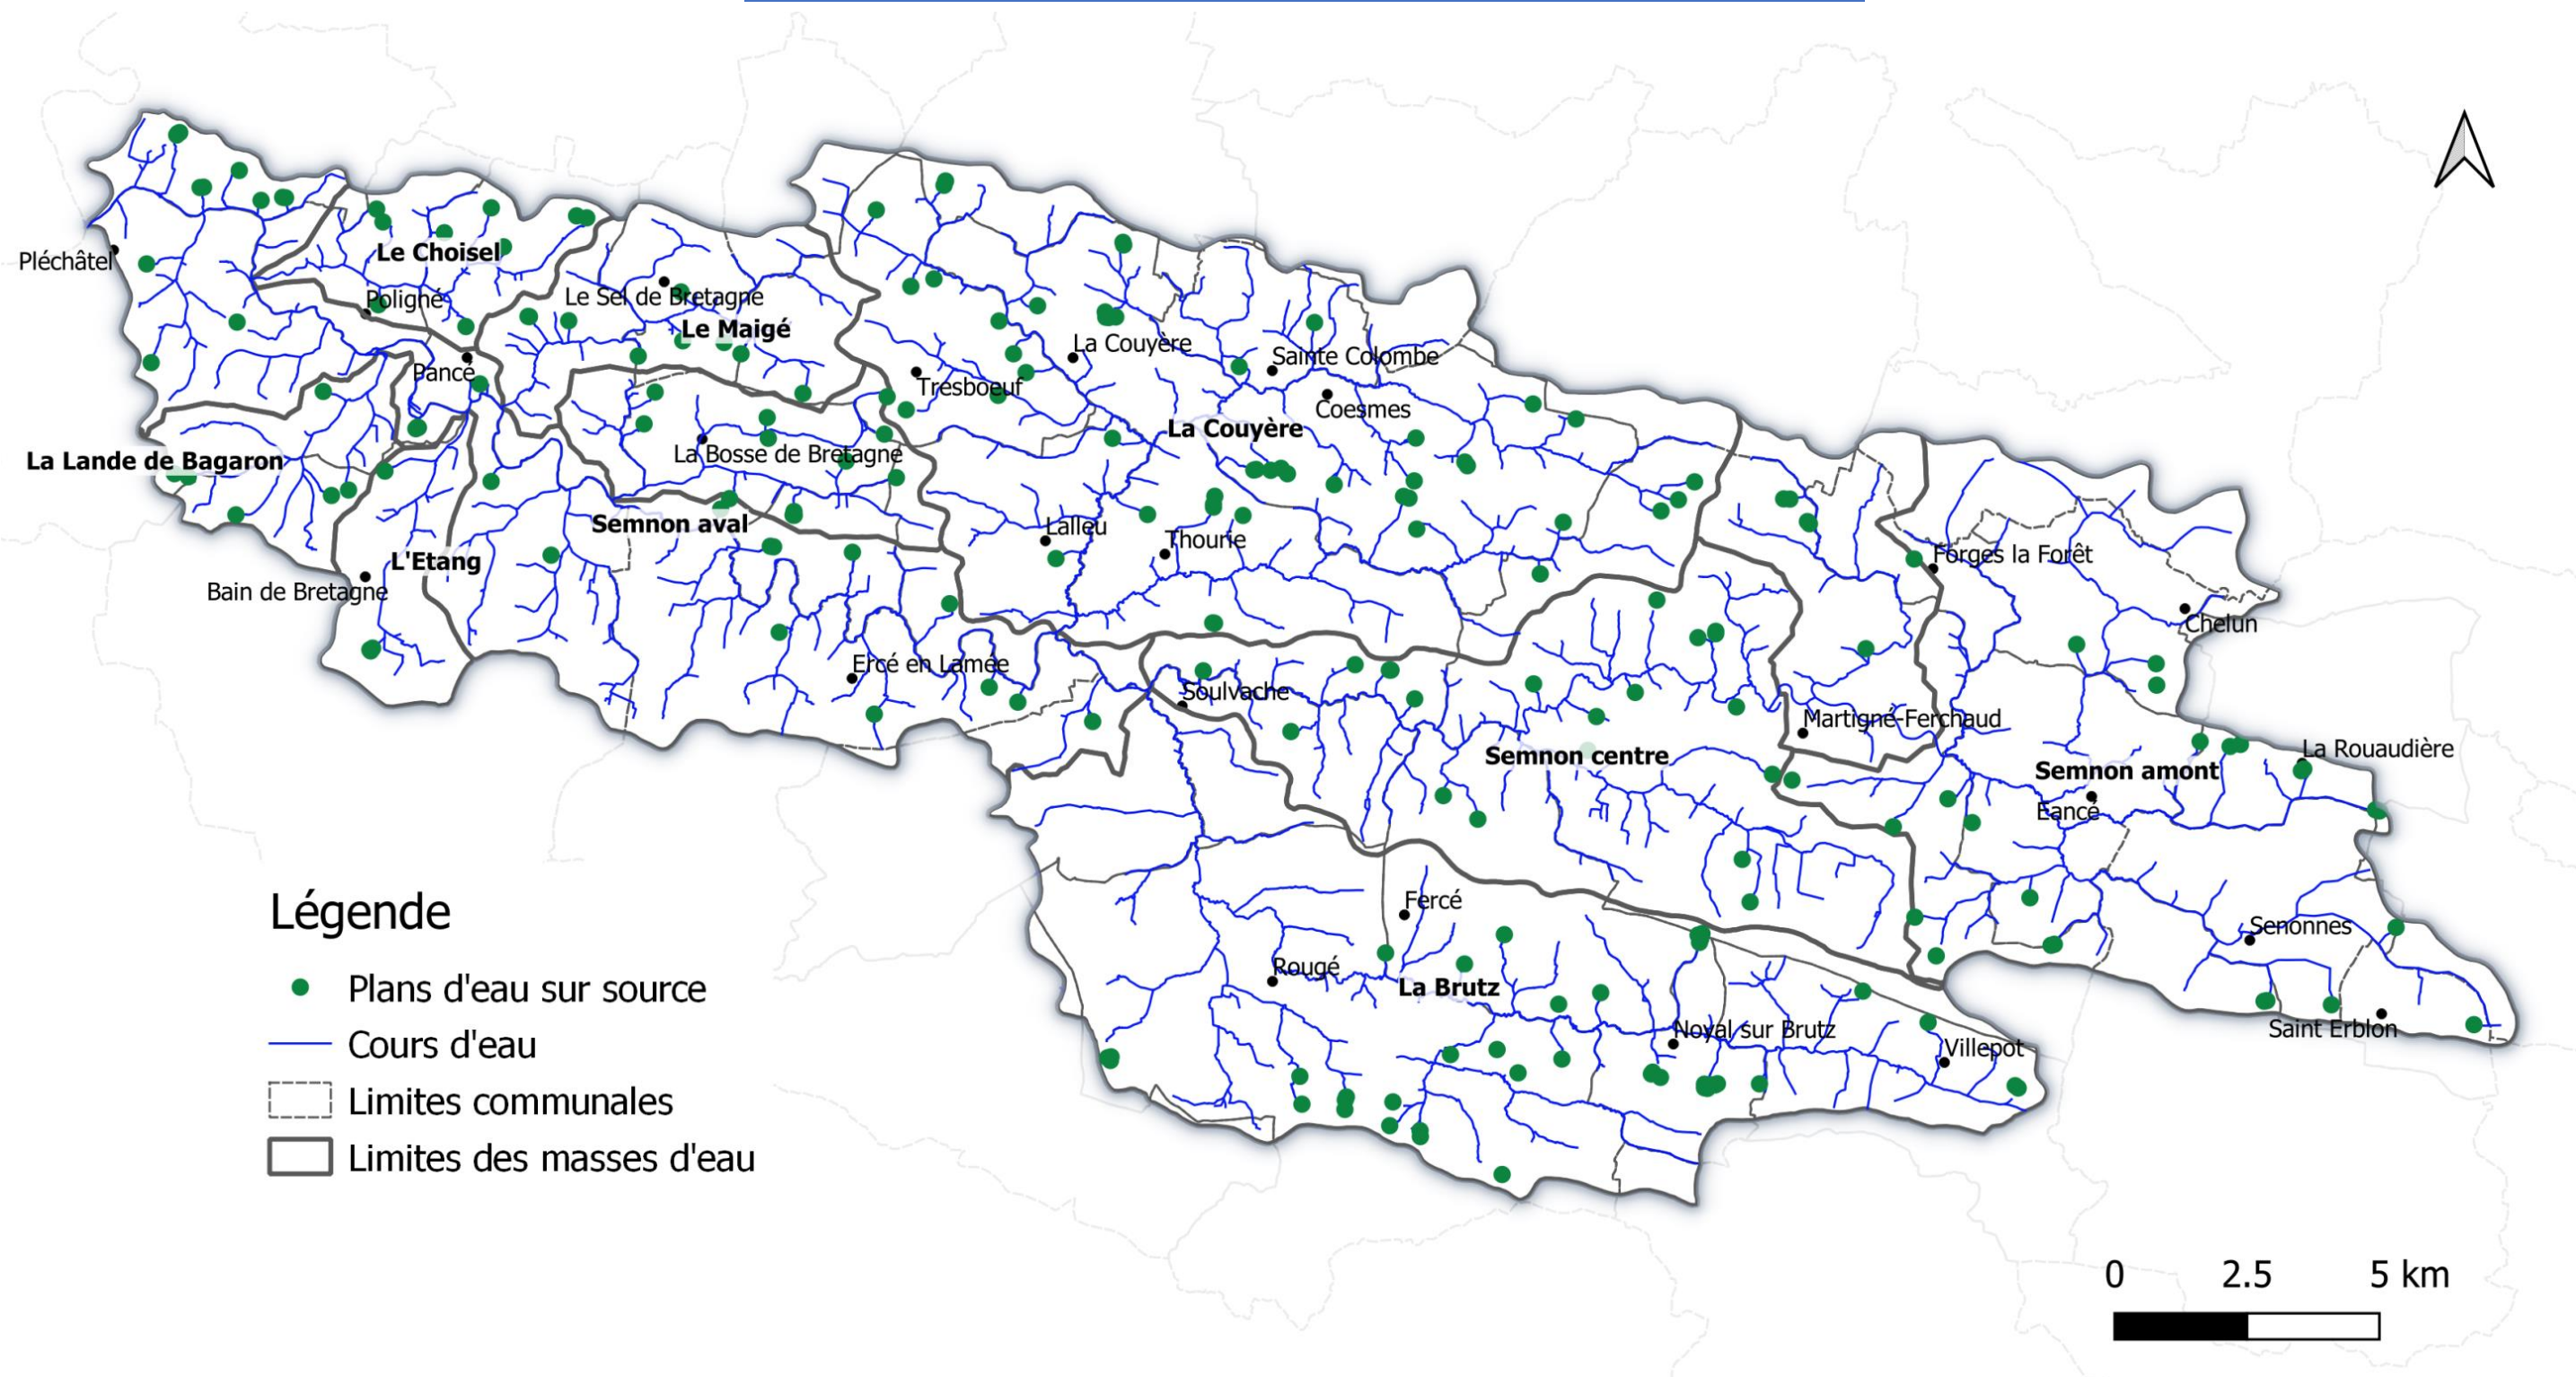 Pléchâtel
Le Choisel
Poligné
Le Sel de Bretagne
Le Maigé
Pancé
La Couyère
Sainte Colombe
Tresboeuf
Coesmes
La Couyère
La Bosse de Bretagne
La Lande de Bagaron
Semnon aval
Lalleu
Thourie
L'Etang
Bain de Bretagne
Forges la Forêt
Chelun
Ercé en Lamée
Soulvache
Martigné-Ferchaud
Semnon centre
La Rouaudière
Semnon amont
Eancé
Fercé
Senonnes
Rougé
La Brutz
Noyal sur Brutz
Villepot
Saint Erblon
Légende
Plans d'eau sur source
Cours d'eau
Limites communales
Limites des masses d'eau
0 2.5 5 km